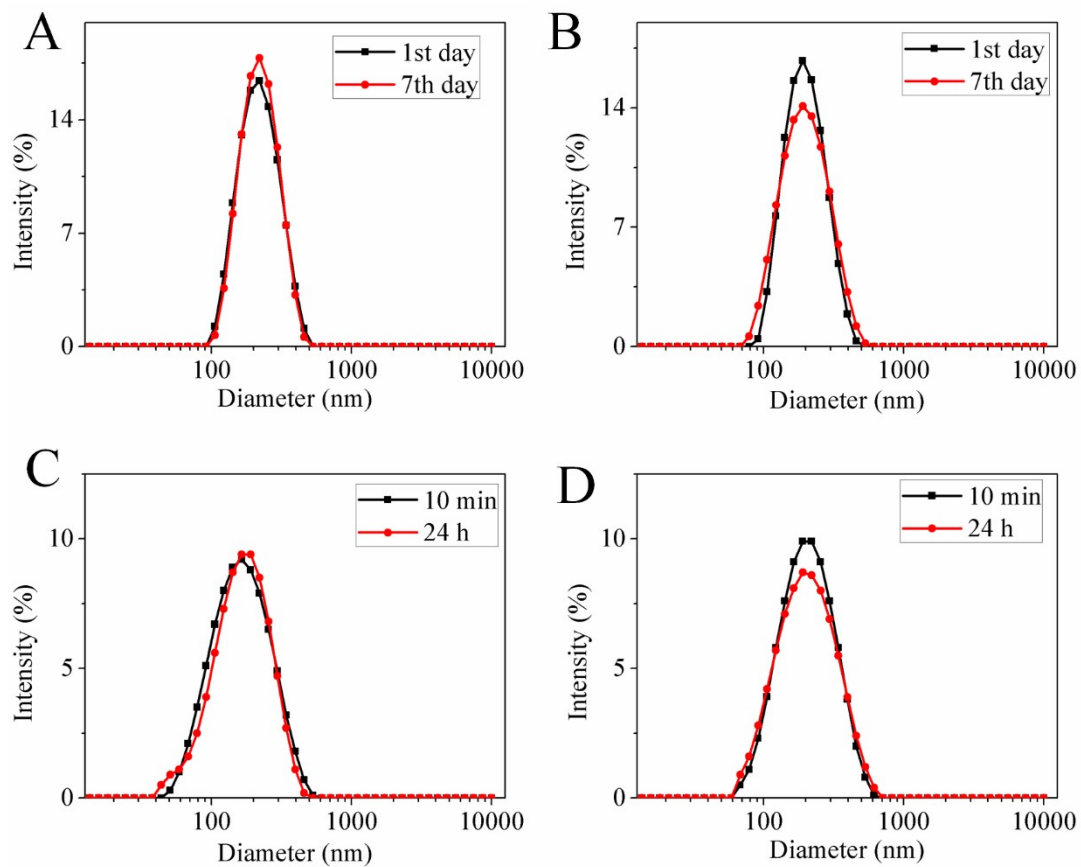 A
1st day
7th day
14
7
0
Intensity (%)
100
1000
10000
Diameter (nm)
B
1st day
7th day
14
7
0
Intensity (%)
100
1000
10000
Diameter (nm)
C
10 min
24 h
10
5
0
Intensity (%)
100
1000
10000
Diameter (nm)
D
10 min
24 h
10
5
0
Intensity (%)
100
1000
10000
Diameter (nm)